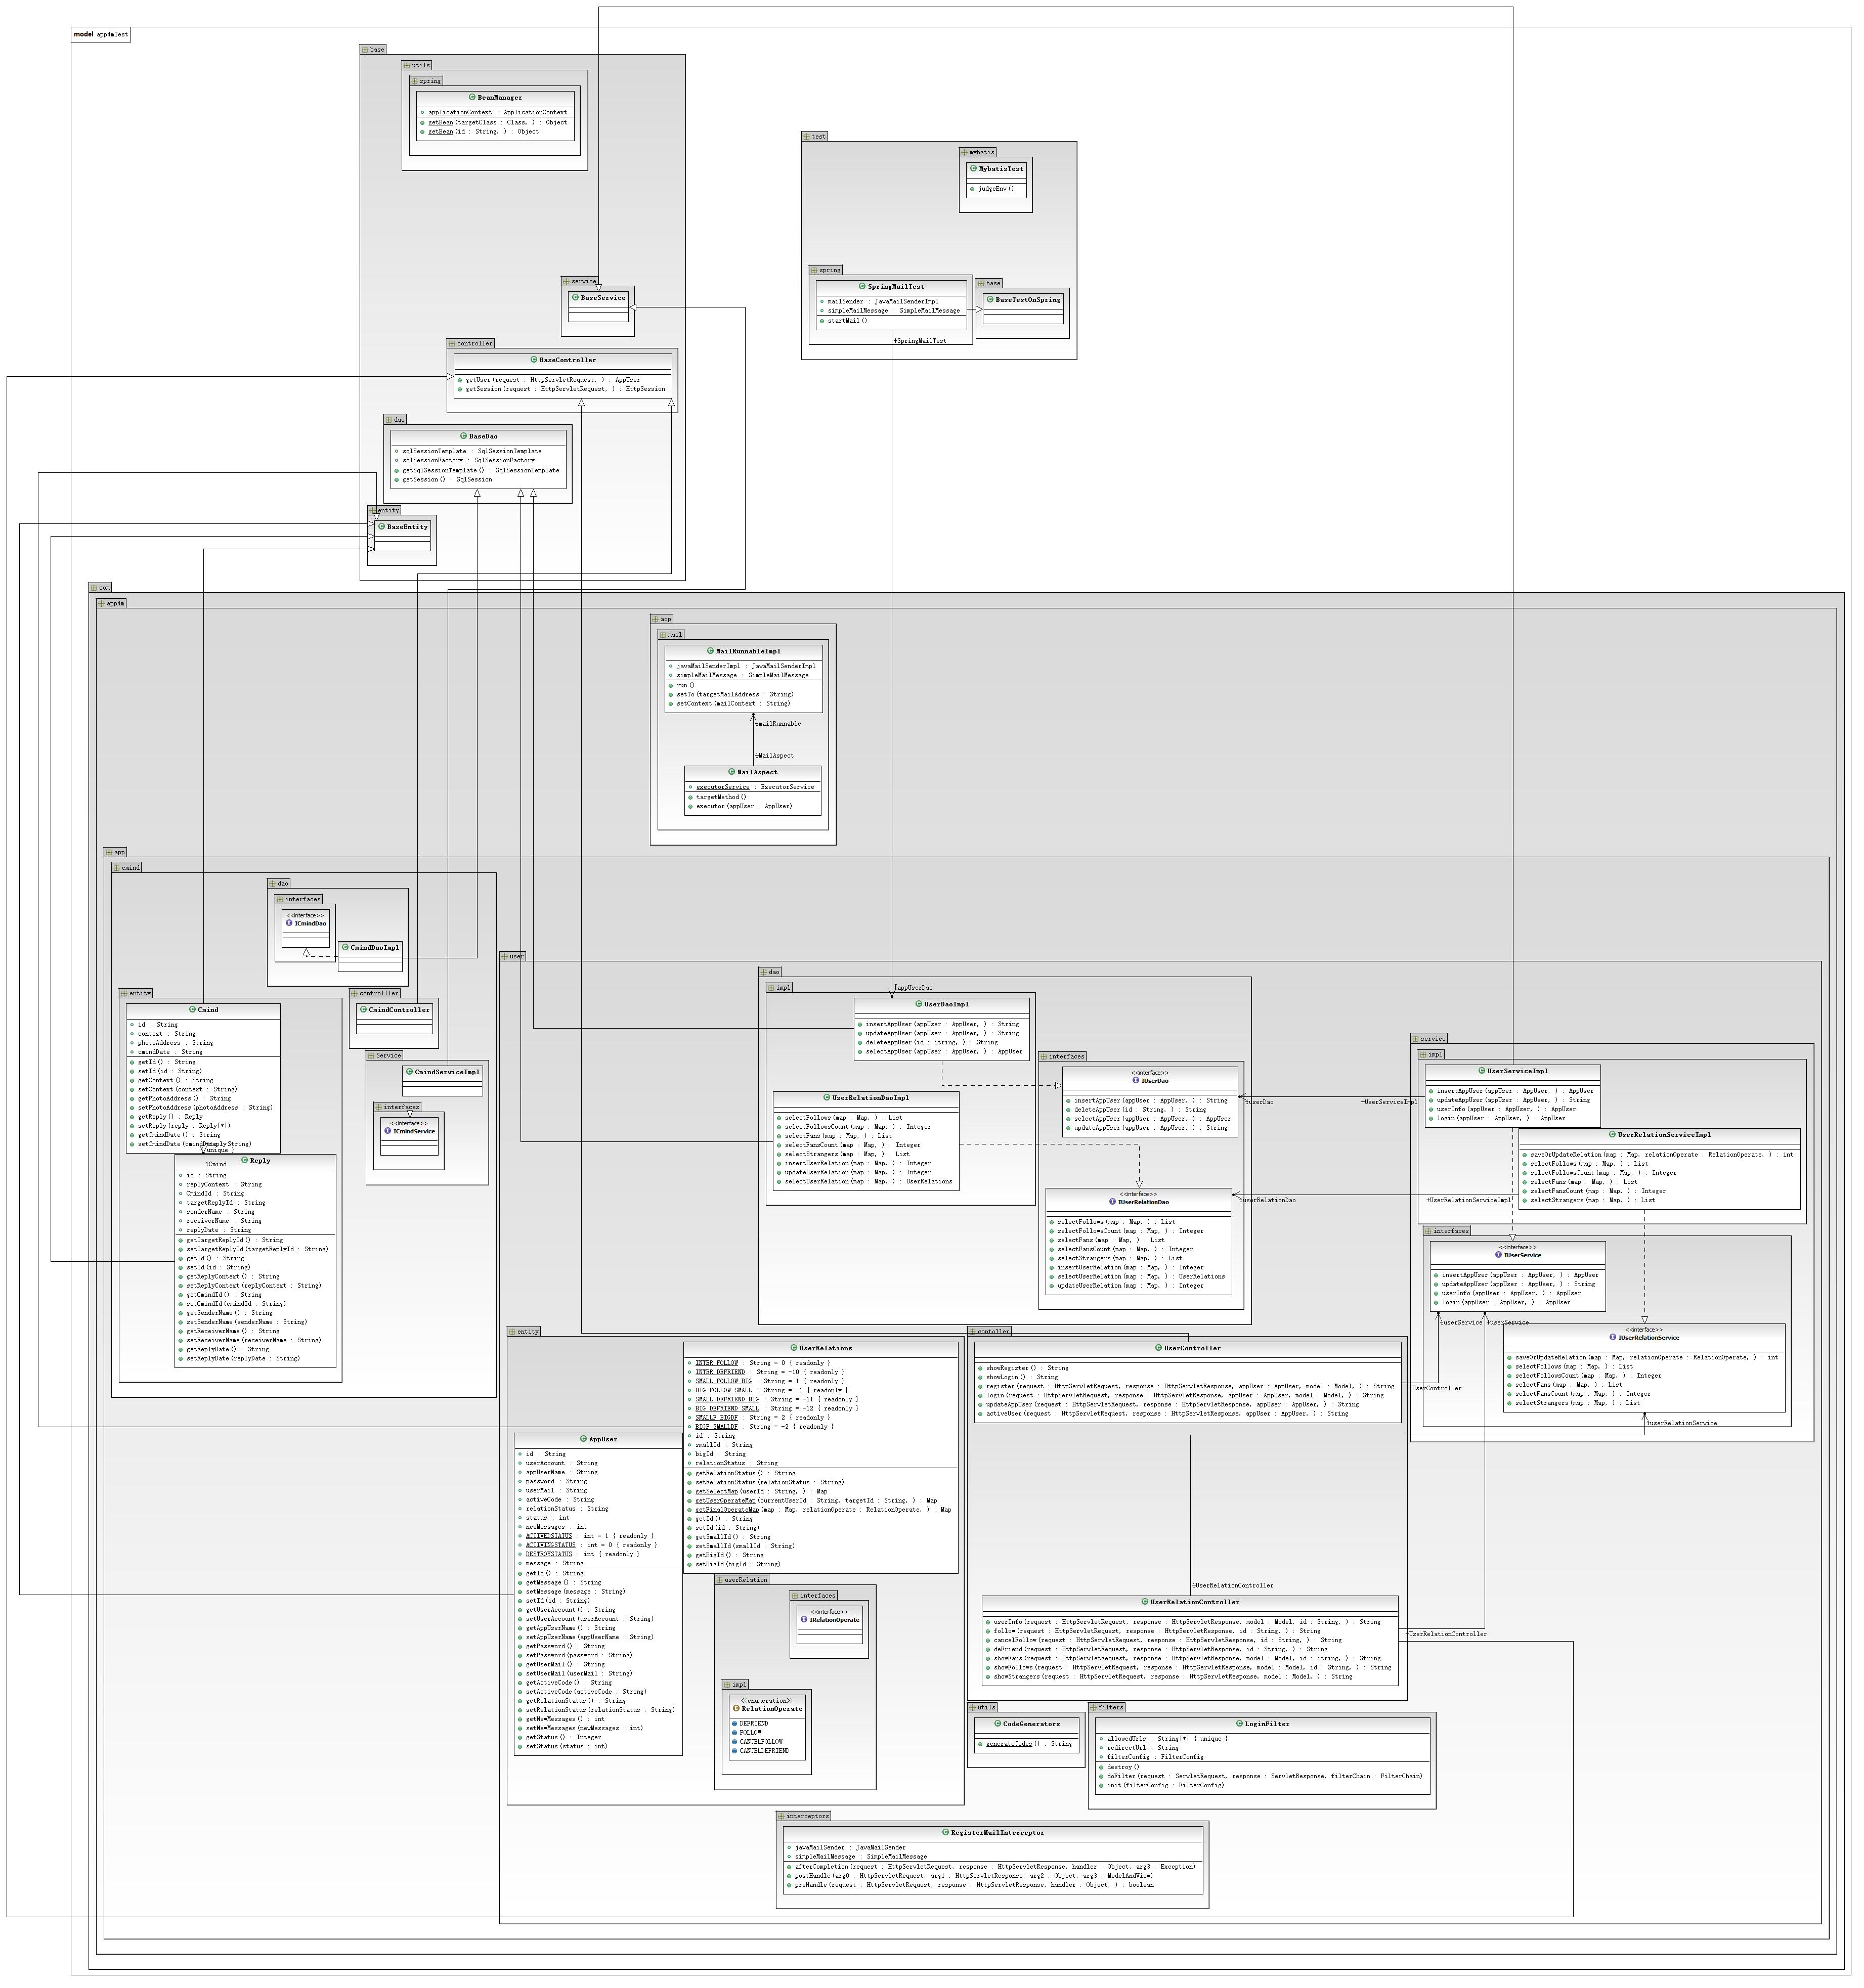 model app4mTest
base
utils
spring
BeanManager
applicationContext : ApplicationContext
getBean (targetClass : Class, ) : Object
getBean (id : String, ) : Object
service
BaseService
controller
BaseController
getUser (request : HttpServletRequest, ) : AppUser
getSession (request : HttpServletRequest, ) : HttpSession
dao
BaseDao
sqlSessionTemplate : SqlSessionTemplate
sqlSessionFactory : SqlSessionFactory
getSqlSessionTemplate () : SqlSessionTemplate
getSession () : SqlSession
entity
BaseEntity
test
mybatis
MybatisTest
judgeEnv ()
spring
SpringMailTest
mailSender : JavaMailSenderImpl
simpleMailMessage : SimpleMailMessage
startMail ()
+SpringMailTest
base
BaseTestOnSpring
com
app4m
aop
mail
MailRunnableImpl
javaMailSenderImpl : JavaMailSenderImpl
simpleMailMessage : SimpleMailMessage
run ()
setTo (targetMailAddress : String)
setContext (mailContext : String)
+mailRunnable
+MailAspect
MailAspect
executorService : ExecutorService
targetMethod ()
executor (appUser : AppUser)
app
cmind
dao
interfaces
<<interface>>
ICmindDao
CmindDaoImpl
entity
Cmind
id : String
context : String
photoAddress : String
cmindDate : String
getId () : String
setId (id : String)
getContext () : String
setContext (context : String)
getPhotoAddress () : String
setPhotoAddress (photoAddress : String)
getReply () : Reply
setReply (reply : Reply[*])
getCmindDate () : String
setCmindDate (cmindDate : String)
unique }
+Cmind
Reply
id : String
replyContext : String
CmindId : String
targetReplyId : String
senderName : String
receiverName : String
replyDate : String
getTargetReplyId () : String
setTargetReplyId (targetReplyId : String)
getId () : String
setId (id : String)
getReplyContext () : String
setReplyContext (replyContext : String)
getCmindId () : String
setCmindId (cmindId : String)
getSenderName () : String
setSenderName (senderName : String)
getReceiverName () : String
setReceiverName (receiverName : String)
getReplyDate () : String
setReplyDate (replyDate : String)
controlller
CmindController
Service
CmindServiceImpl
interfaces
<<interface>>
ICmindService
user
dao
impl
appUserDao
UserDaoImpl
insertAppUser (appUser : AppUser, ) : String
updateAppUser (appUser : AppUser, ) : String
deleteAppUser (id : String, ) : String
selectAppUser (appUser : AppUser, ) : AppUser
UserRelationDaoImpl
selectFollows (map : Map, ) : List
selectFollowsCount (map : Map, ) : Integer
selectFans (map : Map, ) : List
selectFansCount (map : Map, ) : Integer
selectStrangers (map : Map, ) : List
insertUserRelation (map : Map, ) : Integer
updateUserRelation (map : Map, ) : Integer
selectUserRelation (map : Map, ) : UserRelations
interfaces
<<interface>>
IUserDao
insertAppUser (appUser : AppUser, ) : String
deleteAppUser (id : String, ) : String
selectAppUser (appUser : AppUser, ) : AppUser
updateAppUser (appUser : AppUser, ) : String
<<interface>>
IUserRelationDao
selectFollows (map : Map, ) : List
selectFollowsCount (map : Map, ) : Integer
selectFans (map : Map, ) : List
selectFansCount (map : Map, ) : Integer
selectStrangers (map : Map, ) : List
insertUserRelation (map : Map, ) : Integer
selectUserRelation (map : Map, ) : UserRelations
updateUserRelation (map : Map, ) : Integer
+userDao
+UserServiceImpl
+userRelationDao
+UserRelationServiceImpl
service
impl
UserServiceImpl
insertAppUser (appUser : AppUser, ) : AppUser
updateAppUser (appUser : AppUser, ) : String
userInfo (appUser : AppUser, ) : AppUser
login (appUser : AppUser, ) : AppUser
UserRelationServiceImpl
saveOrUpdateRelation (map : Map, relationOperate : RelationOperate, ) : int
selectFollows (map : Map, ) : List
selectFollowsCount (map : Map, ) : Integer
selectFans (map : Map, ) : List
selectFansCount (map : Map, ) : Integer
selectStrangers (map : Map, ) : List
interfaces
<<interface>>
IUserService
insertAppUser (appUser : AppUser, ) : AppUser
updateAppUser (appUser : AppUser, ) : String
userInfo (appUser : AppUser, ) : AppUser
login (appUser : AppUser, ) : AppUser
+userService
+userService
<<interface>>
IUserRelationService
saveOrUpdateRelation (map : Map, relationOperate : RelationOperate, ) : int
selectFollows (map : Map, ) : List
selectFollowsCount (map : Map, ) : Integer
selectFans (map : Map, ) : List
selectFansCount (map : Map, ) : Integer
selectStrangers (map : Map, ) : List
+userRelationService
entity
UserRelations
INTER_FOLLOW : String = 0 { readonly }
INTER_DEFRIEND : String = -10 { readonly }
SMALL_FOLLOW_BIG : String = 1 { readonly }
BIG_FOLLOW_SMALL : String = -1 { readonly }
SMALL_DEFRIEND_BIG : String = -11 { readonly }
BIG_DEFRIEND_SMALL : String = -12 { readonly }
SMALLF_BIGDF : String = 2 { readonly }
BIGF_SMALLDF : String = -2 { readonly }
id : String
smallId : String
bigId : String
relationStatus : String
getRelationStatus () : String
setRelationStatus (relationStatus : String)
getSelectMap (userId : String, ) : Map
getUserOperateMap (currentUserId : String, targetId : String, ) : Map
getFinalOperateMap (map : Map, relationOperate : RelationOperate, ) : Map
getId () : String
setId (id : String)
getSmallId () : String
setSmallId (smallId : String)
getBigId () : String
setBigId (bigId : String)
AppUser
id : String
userAccount : String
appUserName : String
password : String
userMail : String
activeCode : String
relationStatus : String
status : int
newMessages : int
ACTIVEDSTATUS : int = 1 { readonly }
ACTIVINGSTATUS : int = 0 { readonly }
DESTROYSTATUS : int { readonly }
message : String
getId () : String
getMessage () : String
setMessage (message : String)
setId (id : String)
getUserAccount () : String
setUserAccount (userAccount : String)
getAppUserName () : String
setAppUserName (appUserName : String)
getPassword () : String
setPassword (password : String)
getUserMail () : String
setUserMail (userMail : String)
getActiveCode () : String
setActiveCode (activeCode : String)
getRelationStatus () : String
setRelationStatus (relationStatus : String)
getNewMessages () : int
setNewMessages (newMessages : int)
getStatus () : Integer
setStatus (status : int)
userRelation
interfaces
<<interface>>
IRelationOperate
impl
<<enumeration>>
RelationOperate
DEFRIEND
FOLLOW
CANCELFOLLOW
CANCELDEFRIEND
contoller
UserController
showRegister () : String
showLogin () : String
register (request : HttpServletRequest, response : HttpServletResponse, appUser : AppUser, model : Model, ) : String
login (request : HttpServletRequest, response : HttpServletResponse, appUser : AppUser, model : Model, ) : String
updateAppUser (request : HttpServletRequest, response : HttpServletResponse, appUser : AppUser, ) : String
activeUser (request : HttpServletRequest, response : HttpServletResponse, appUser : AppUser, ) : String
+UserController
+UserRelationController
UserRelationController
userInfo (request : HttpServletRequest, response : HttpServletResponse, model : Model, id : String, ) : String
follow (request : HttpServletRequest, response : HttpServletResponse, id : String, ) : String
cancelFollow (request : HttpServletRequest, response : HttpServletResponse, id : String, ) : String
deFriend (request : HttpServletRequest, response : HttpServletResponse, id : String, ) : String
showFans (request : HttpServletRequest, response : HttpServletResponse, model : Model, id : String, ) : String
showFollows (request : HttpServletRequest, response : HttpServletResponse, model : Model, id : String, ) : String
showStrangers (request : HttpServletRequest, response : HttpServletResponse, model : Model, ) : String
+UserRelationController
utils
CodeGenerators
generateCodes () : String
filters
LoginFilter
allowedUrls : String[*] { unique }
redirectUrl : String
filterConfig : FilterConfig
destroy ()
doFilter (request : ServletRequest, response : ServletResponse, filterChain : FilterChain)
init (filterConfig : FilterConfig)
interceptors
RegisterMailInterceptor
javaMailSender : JavaMailSender
simpleMailMessage : SimpleMailMessage
afterCompletion (request : HttpServletRequest, response : HttpServletResponse, handler : Object, arg3 : Exception)
postHandle (arg0 : HttpServletRequest, arg1 : HttpServletResponse, arg2 : Object, arg3 : ModelAndView)
preHandle (request : HttpServletRequest, response : HttpServletResponse, handler : Object, ) : boolean